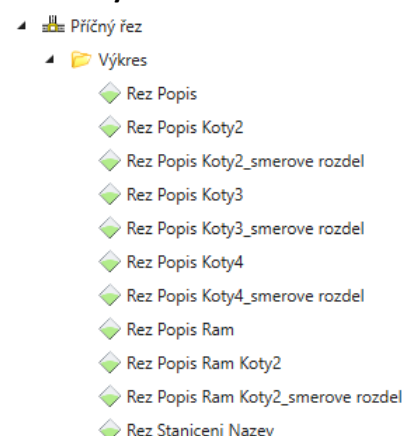 Příčný řez
Výkres
Rez Popis
Rez Popis Koty2
Rez Popis Koty2_smerove rozdel
Rez Popis Koty3
Rez Popis Koty3_smerove rozdel
Rez Popis Koty4
Rez Popis Koty4_smerove rozdel
Rez Popis Ram
Rez Popis Ram Koty2
Rez Popis Ram Koty2_smerove rozdel
Rez Staniceni Nazev